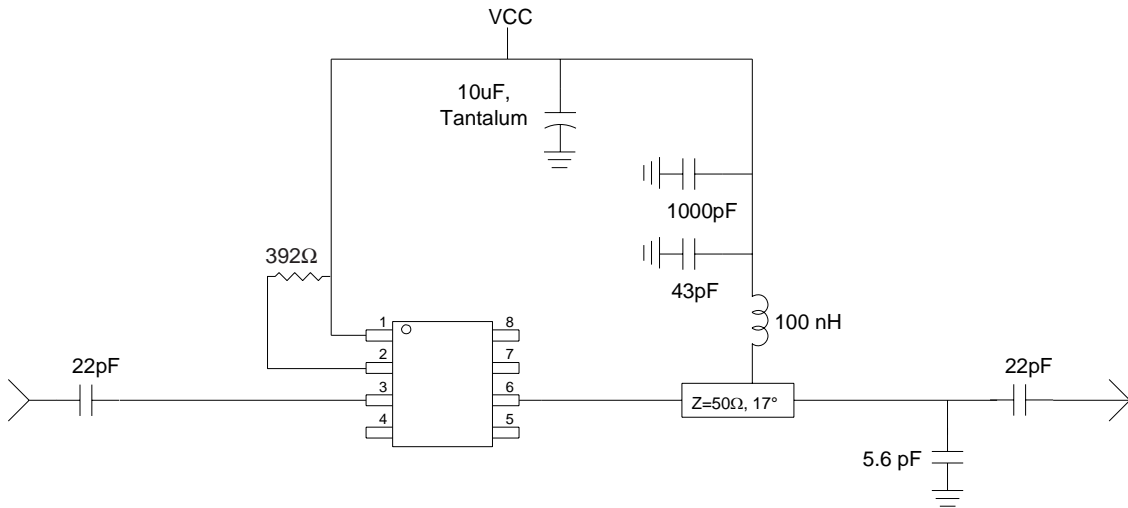 VCC
10uF,
Tantalum
1000pF
392Ω
43pF
100 nH
1
8
2
7
22pF
3
6
Z=50Ω, 17°
22pF
4
5
5.6 pF